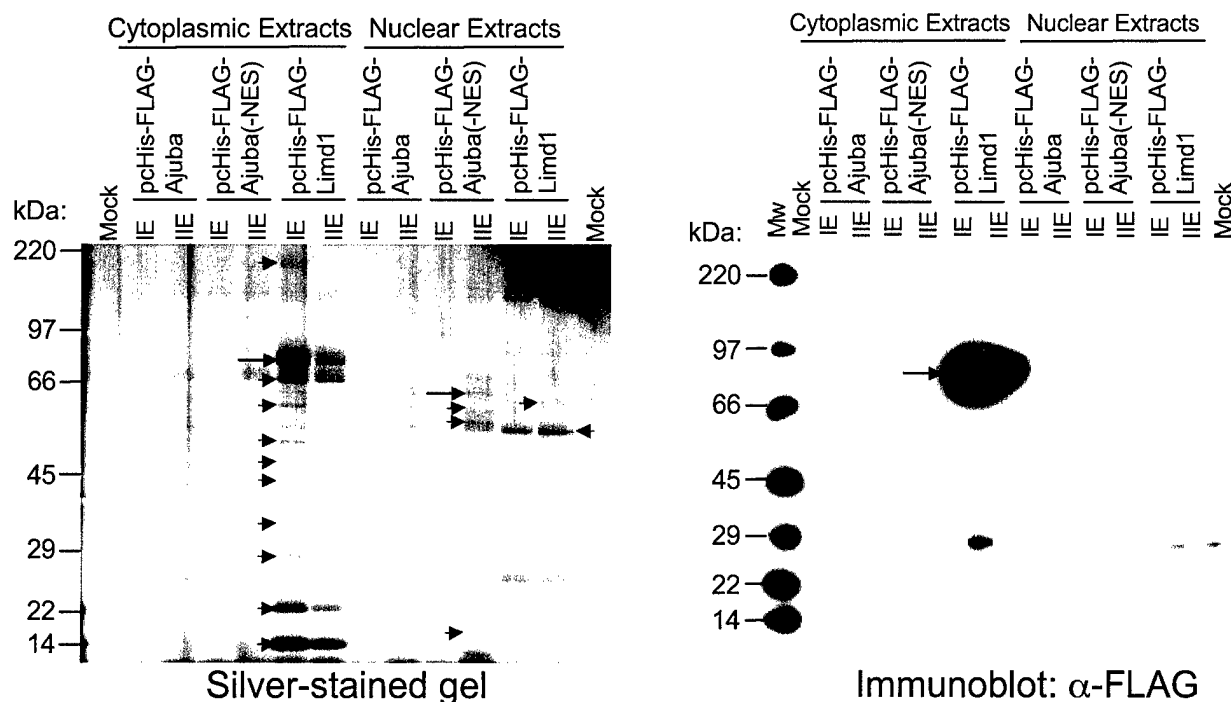 Cytoplasmic Extracts Nuclear Extracts
kDa:
Mock
pcHis-FLAG-
Ajuba
pcHis-FLAG-
Ajuba(-NES)
pcHis-FLAG-
Limd1
pcHis-FLAG-
Ajuba
pcHis-FLAG-
Ajuba(-NES)
pcHis-FLAG-
Limd1
Mock
IE IIE IE IIE IE IIE IE IIE IE IIE IE IIE
220
97
66
45
29
22
14
Silver-stained gel
Cytoplasmic Extracts Nuclear Extracts
kDa:
Mw
Mock
pcHis-FLAG-
Ajuba
pcHis-FLAG-
Ajuba(-NES)
pcHis-FLAG-
Limd1
pcHis-FLAG-
Ajuba
pcHis-FLAG-
Ajuba(-NES)
pcHis-FLAG-
Limd1
Mock
IE IIE IE IIE IE IIE IE IIE IE IIE IE IIE
220
97
66
45
29
22
14
Immunoblot: α-FLAG